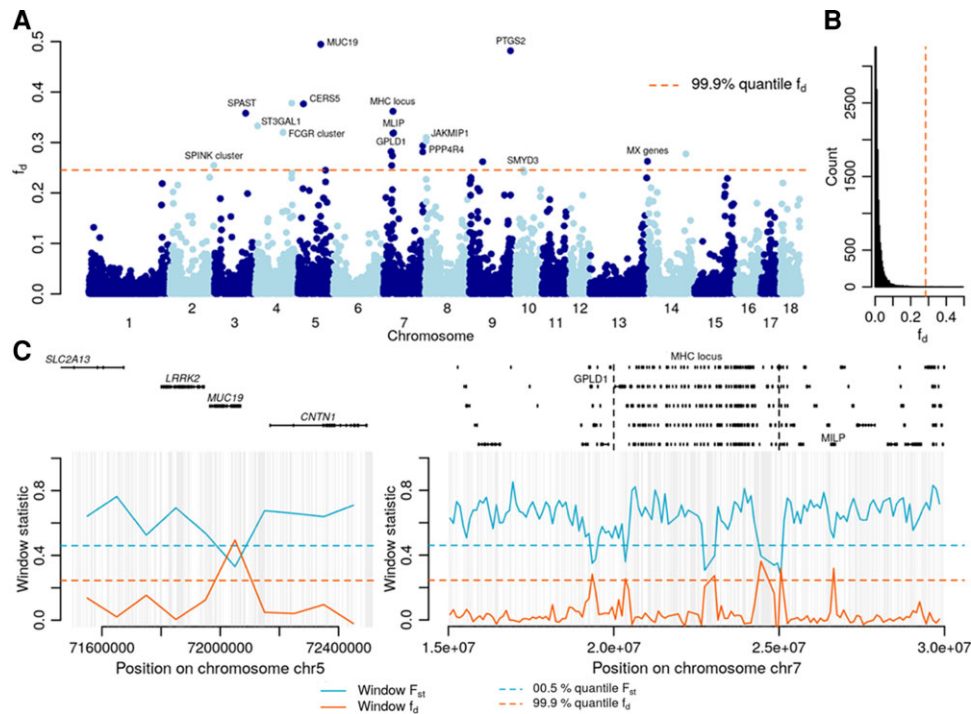 A
B
0.5
0.4
0.3
0.2
0.1
0.0
f_d
MUC19
PTGS2
SPAST
CERS5
ST3GAL1
FCGR cluster
SPINK cluster
MHC locus
MLIP
GPLD1
JAKMIP1
PPP4R4
SMYD3
MX genes
99.9% quantile f_d
1 2 3 4 5 6 7 8 9 10 11 12 13 14 15 16 17 18
Chromosome
Count
2500
1500
500
0
0.0 0.2 0.4
f_d
C
SLC2A13
LRRK2
MUC19
CNTN1
MHC locus
GPLD1
MILP
Window statistic
0.8
0.4
0.0
71600000 72000000 72400000
Position on chromosome chr5
Window statistic
0.8
0.4
0.0
1.5e+07 2.0e+07 2.5e+07 3.0e+07
Position on chromosome chr7
Window F_st
Window f_d
00.5 % quantile F_st
99.9 % quantile f_d